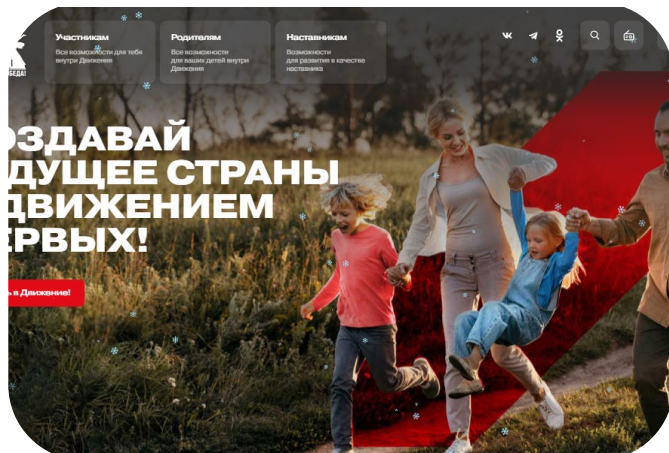 Участникам
Все возможности для тебя
внутри Движения
Родителям
Все возможности
для ваших детей внутри
Движения
Наставникам
Возможности
для развития в качестве
наставника
ОЗДАВАЙ
ДУЩЕЕ СТРАНЫ
ДВИЖЕНИЕМ
ЕРВЫХ!
ь в Движение!